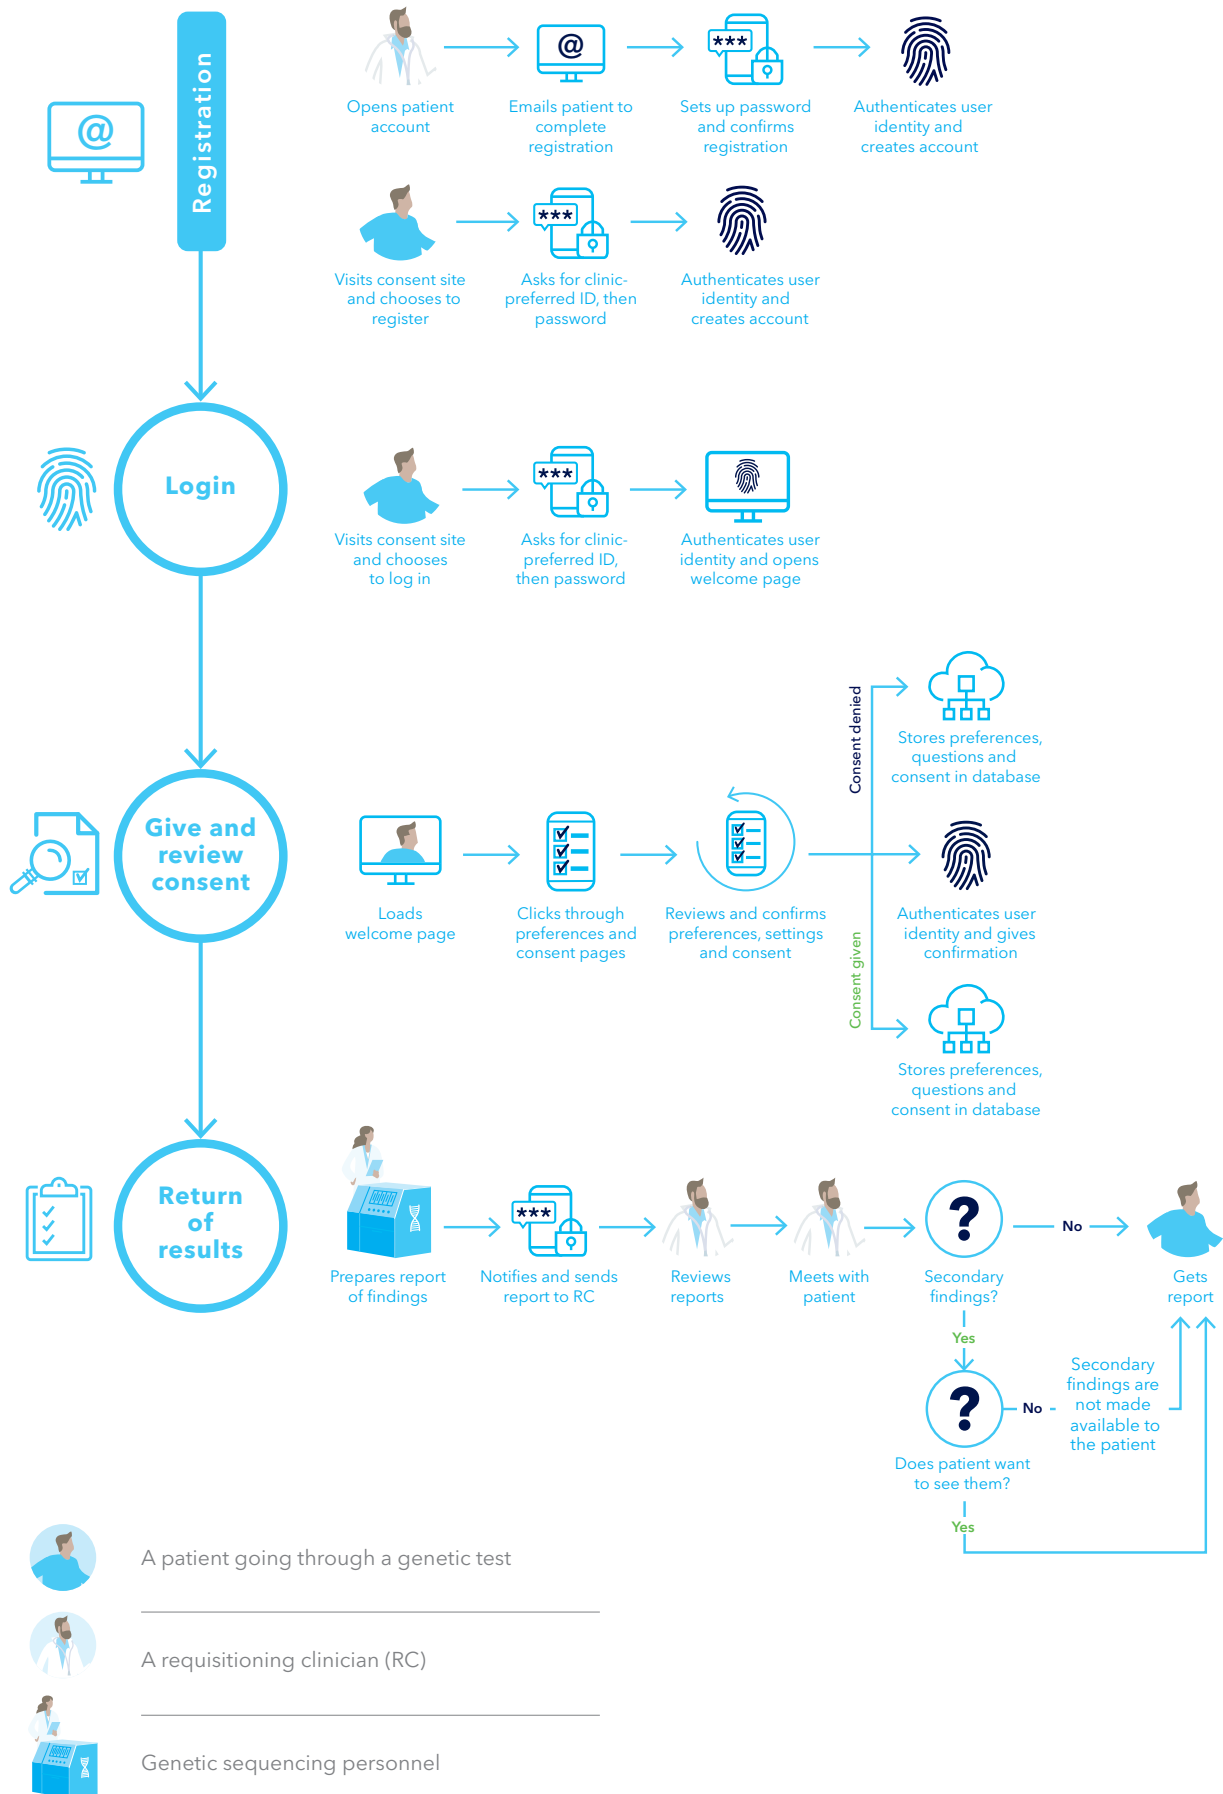 @
Registration
@
***
Opens patient
account
Emails patient to
complete
registration
Sets up password
and confirms
registration
Authenticates user
identity and
creates account
***
Visits consent site
and chooses to
register
Asks for clinic-
preferred ID, then
password
Authenticates user
identity and
creates account
Login
***
Visits consent site
and chooses
to log in
Asks for clinic-
preferred ID,
then password
Authenticates user
identity and opens
welcome page
Give and
review
consent
Loads
welcome page
Clicks through
preferences and
consent pages
Reviews and confirms
preferences, settings
and consent
Consent denied
Stores preferences,
questions and
consent in database
Authenticates user
identity and gives
confirmation
Consent given
Stores preferences,
questions and
consent in database
Return
of
results
Prepares report
of findings
***
Notifies and sends
report to RC
Reviews
reports
Meets with
patient
?
Secondary
findings?
No
Gets
report
Yes
?
Does patient want
to see them?
No
Secondary
findings are
not made
available to
the patient
Yes
A patient going through a genetic test
A requisitioning clinician (RC)
Genetic sequencing personnel